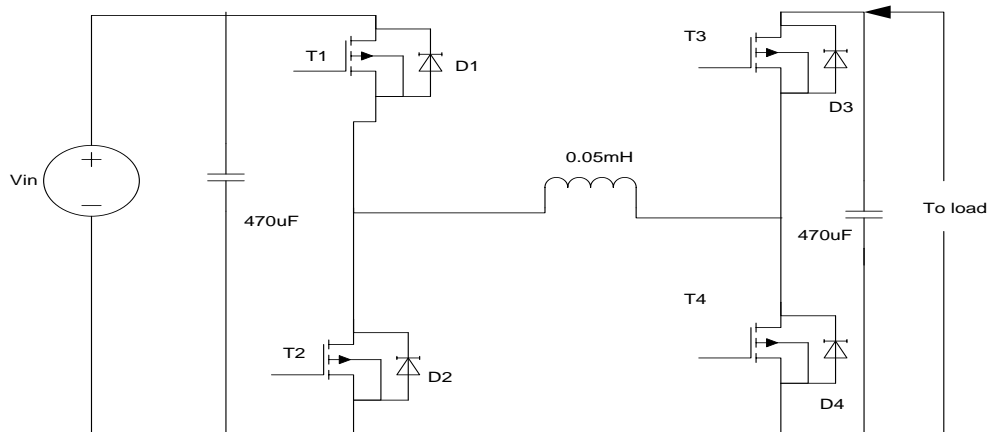 T1
D1
T3
D3
Vin
0.05mH
470uF
470uF
To load
T2
D2
T4
D4